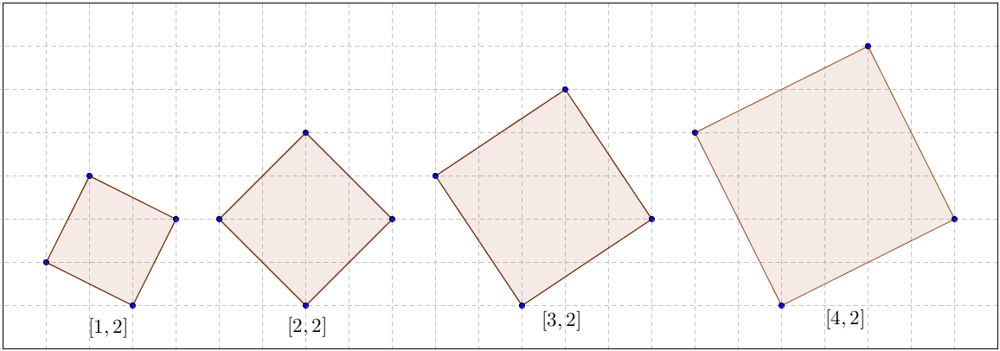 [1, 2]
[2, 2]
[3, 2]
[4, 2]